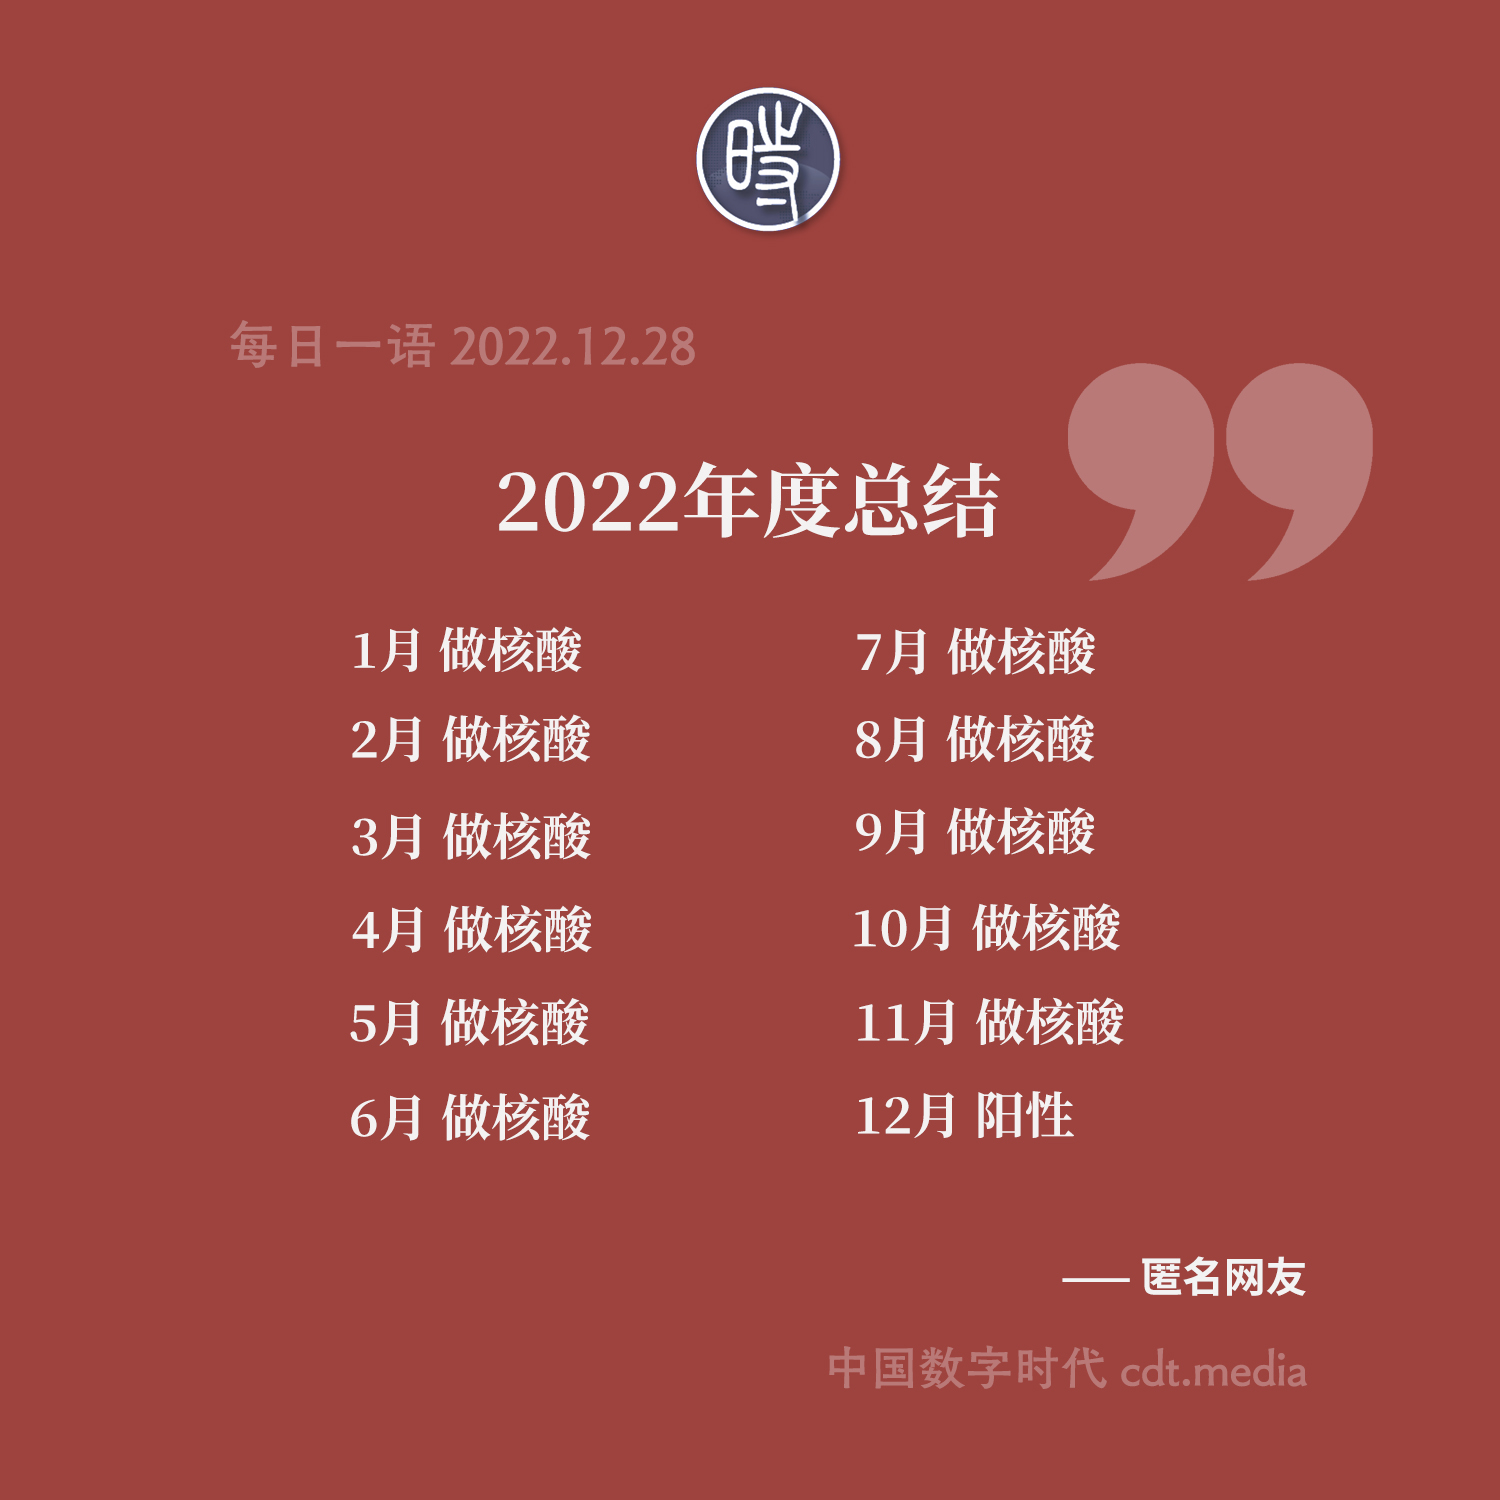 時
每日一语 2022.12.28
2022年度总结
1月 做核酸
2月 做核酸
3月 做核酸
4月 做核酸
5月 做核酸
6月 做核酸
7月 做核酸
8月 做核酸
9月 做核酸
10月 做核酸
11月 做核酸
12月 阳性
—— 匿名网友
中国数字时代 cdt.media